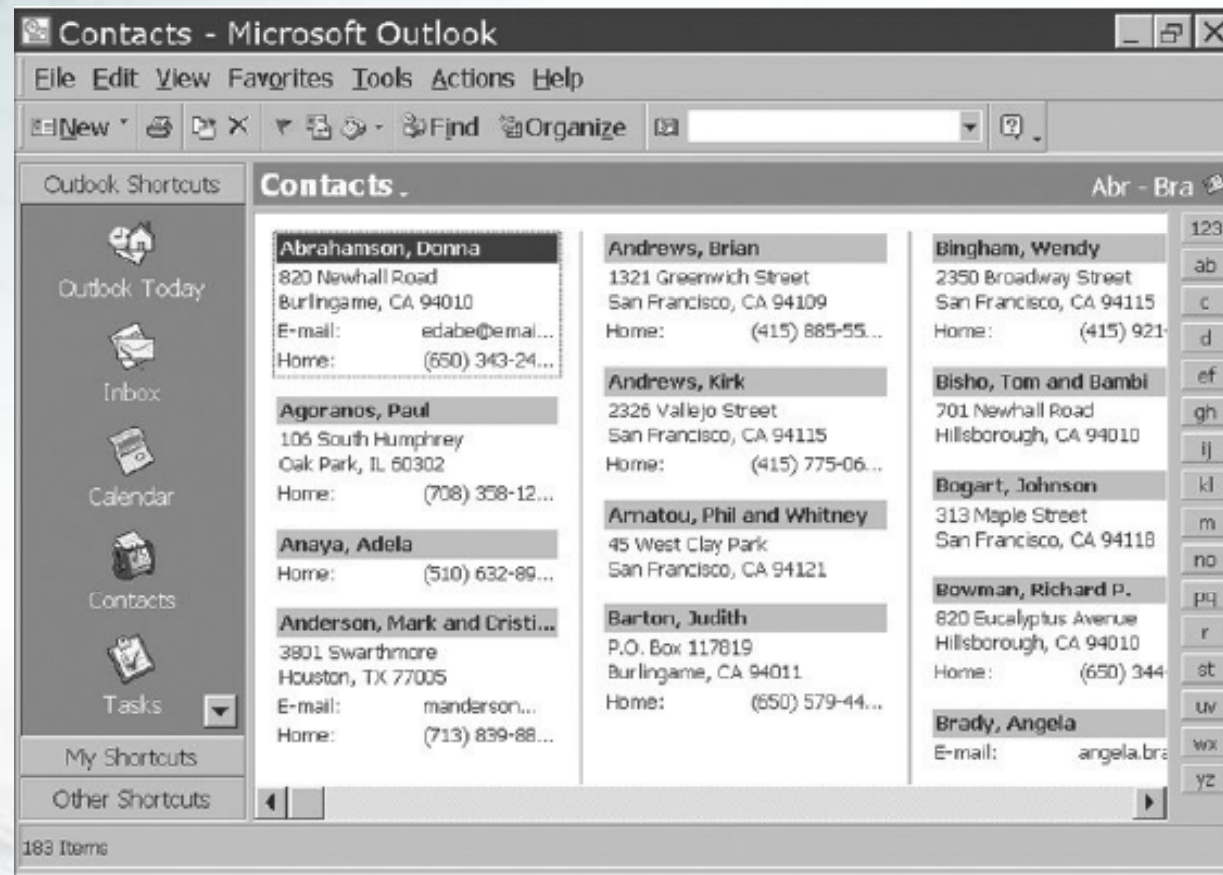 Contacts - Microsoft Outlook
File Edit View Favorites Tools Actions Help
New Find Organize
Outlook Shortcuts
Outlook Today
Inbox
Calendar
Contacts
Tasks
My Shortcuts
Other Shortcuts
Contacts
Abr - Bra
Abrahamson, Donna
820 Newhall Road
Burlingame, CA 94010
E-mail: edabe@emai...
Home: (650) 343-24...
Agoranos, Paul
106 South Humphrey
Oak Park, IL 60302
Home: (708) 358-12...
Anaya, Adela
Home: (510) 632-89...
Anderson, Mark and Cristi...
3801 Swarthmore
Houston, TX 77005
E-mail: manderson...
Home: (713) 839-88...
Andrews, Brian
1321 Greenwich Street
San Francisco, CA 94109
Home: (415) 885-55...
Andrews, Kirk
2326 Vallejo Street
San Francisco, CA 94115
Home: (415) 775-06...
Arnatou, Phil and Whitney
45 West Clay Park
San Francisco, CA 94121
Barton, Judith
P.O. Box 117819
Burlingame, CA 94011
Home: (650) 579-44...
Bingham, Wendy
2350 Broadway Street
San Francisco, CA 94115
Home: (415) 921-
Bisho, Tom and Bambi
701 Newhall Road
Hillsborough, CA 94010
Bogart, Johnson
313 Maple Street
San Francisco, CA 94118
Bowman, Richard P.
820 Eucalyptus Avenue
Hillsborough, CA 94010
Home: (650) 344-
Brady, Angela
E-mail: angela.bra
123
ab
c
d
ef
gh
ij
kl
m
no
pq
r
st
uv
wx
yz
183 Items